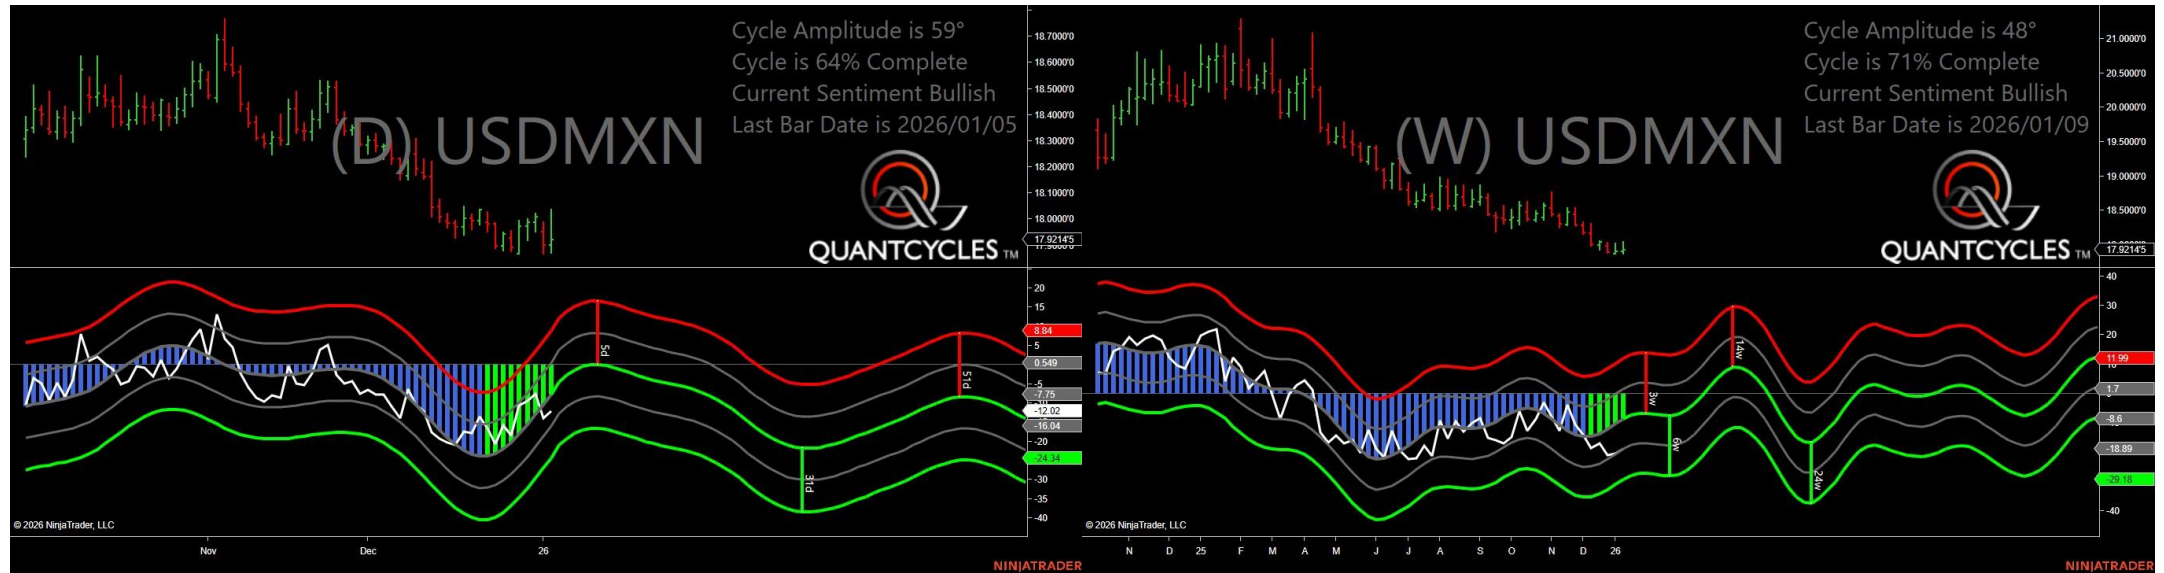 Cycle Amplitude is 59°
Cycle is 64% Complete
Current Sentiment Bullish
Last Bar Date is 2026/01/05
(D) USDMXN
QUANTCYCLES TM
18.7000'0
18.6000'0
18.5000'0
18.4000'0
18.3000'0
18.2000'0
18.1000'0
18.0000'0
17.9214'5
20
15
8.84
5
0.549
-5
-7.75
-12.02
-16.04
-20
-24.34
-30
-35
-40
5d
31d
51d
© 2026 NinjaTrader, LLC
Nov Dec 26
NINJATRADER
Cycle Amplitude is 48°
Cycle is 71% Complete
Current Sentiment Bullish
Last Bar Date is 2026/01/09
(W) USDMXN
QUANTCYCLES TM
21.0000'0
20.5000'0
20.0000'0
19.5000'0
19.0000'0
18.5000'0
17.9214'5
40
30
20
11.99
1.7
-8.6
-18.89
-29.18
-40
3w
6w
14w
24w
© 2026 NinjaTrader, LLC
N D 25 F M A M J J A S O N D 26
NINJATRADER